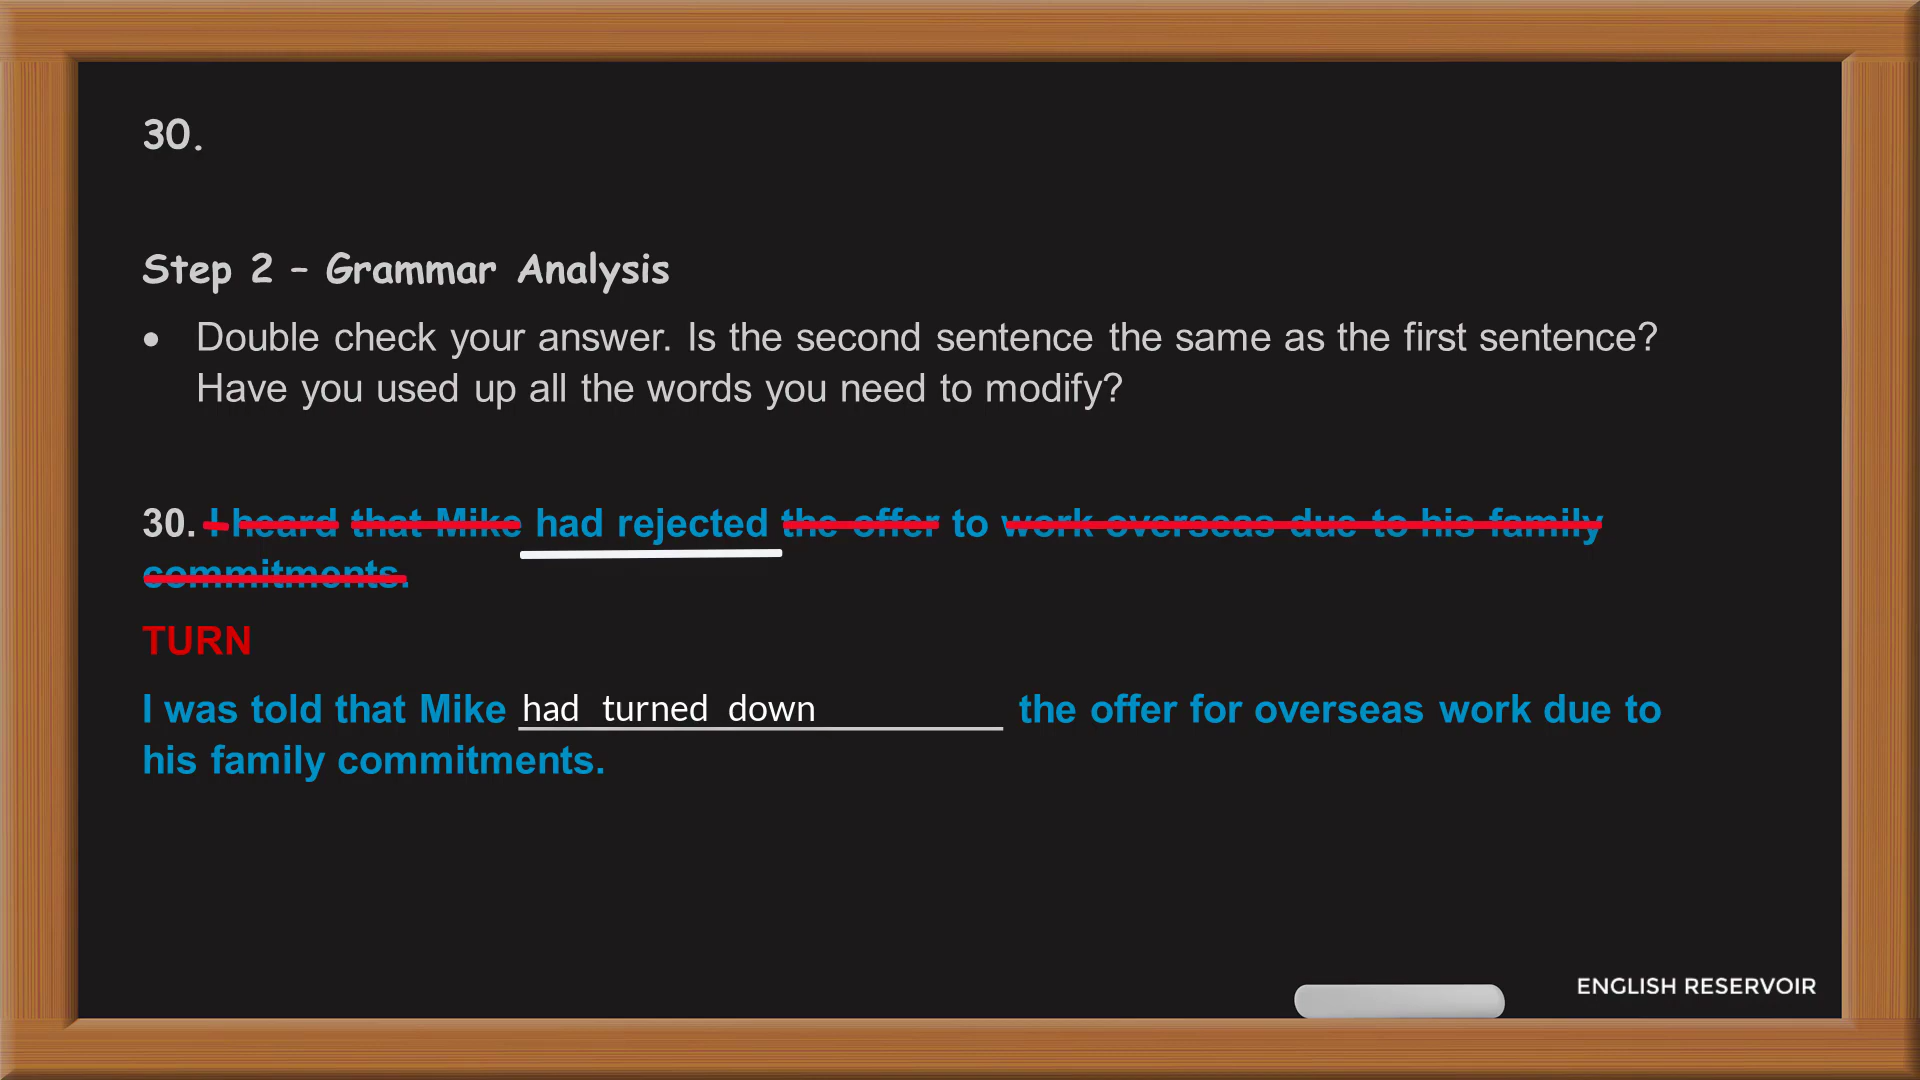 30.
Step 2 – Grammar Analysis
• Double check your answer. Is the second sentence the same as the first sentence?
Have you used up all the words you need to modify?
30. I heard that Mike had rejected the offer to work overseas due to his family
commitments.
TURN
I was told that Mike had turned down the offer for overseas work due to
his family commitments.
ENGLISH RESERVOIR